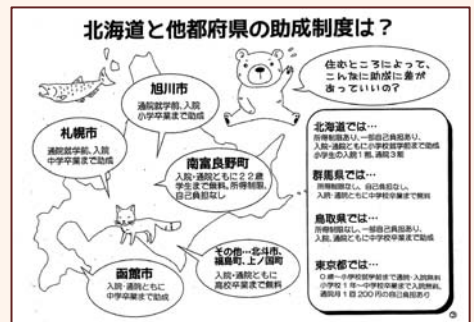 北海道と他都府県の助成制度は？
住むところによって、
こんなに助成に差が
あっていいの？
旭川市
通院就学前、入院
小学卒業まで助成
札幌市
通院就学前、入院
中学卒業まで助成
南富良野町
入院・通院ともに22歳
学生まで無料。所得制限、
自己負担なし
その他…北斗市、
福島町、上ノ国町
入院・通院ともに
高校卒業まで無料
函館市
入院・通院ともに
中学卒業まで助成
北海道では…
所得制限あり、一部自己負担あり、
入院・通院ともに小学校就学前まで助成
小学生の入院1割、通院3割
群馬県では…
所得制限なし、自己負担なし、
入院・通院ともに中学校卒業まで無料
鳥取県では…
所得制限なし、一部自己負担あり、
入院、通院ともに中学校卒業まで助成
東京都では…
0歳〜小学校就学前まで通院・入院無料
小学校1年〜中学校卒業まで入院無料、
通院月1回200円の自己負担あり
③